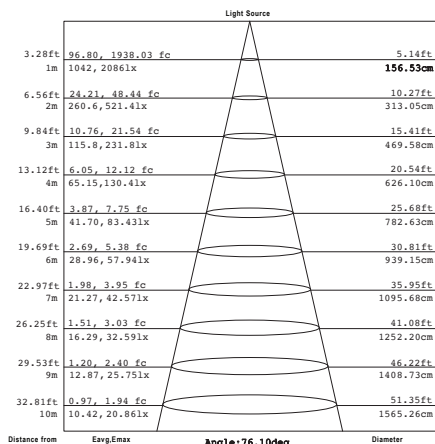 Light Source
3.28ft 96.80, 1938.03 fc 5.14ft
1m 1042, 20861x 156.53cm
6.56ft 24.21, 48.44 fc 10.27ft
2m 260.6,521.41x 313.05cm
9.84ft 10.76, 21.54 fc 15.41ft
3m 115.8,231.81x 469.58cm
13.12ft 6.05, 12.12 fc 20.54ft
4m 65.15,130.41x 626.10cm
16.40ft 3.87, 7.75 fc 25.68ft
5m 41.70,83.431x 782.63cm
19.69ft 2.69, 5.38 fc 30.81ft
6m 28.96,57.941x 939.15cm
22.97ft 1.98, 3.95 fc 35.95ft
7m 21.27,42.571x 1095.68cm
26.25ft 1.51, 3.03 fc 41.08ft
8m 16.29,32.591x 1252.20cm
29.53ft 1.20, 2.40 fc 46.22ft
9m 12.87,25.751x 1408.73cm
32.81ft 0.97, 1.94 fc 51.35ft
10m 10.42,20.861x 1565.26cm
Distance from Eavg.Emax Angle:76.10deg Diameter